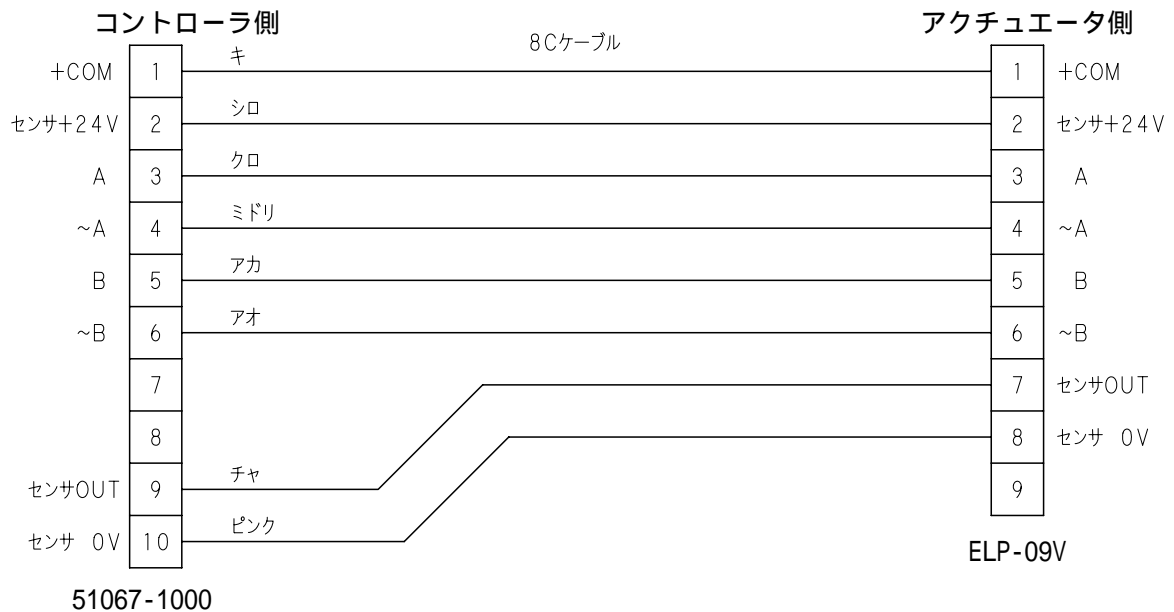 コントローラ側
8Cケーブル
アクチュエータ側
+COM 1 キ 1 +COM
センサ+24V 2 シロ 2 センサ+24V
A 3 クロ 3 A
~A 4 ミドリ 4 ~A
B 5 アカ 5 B
~B 6 アオ 6 ~B
7 7 センサOUT
8 8 センサ 0V
センサOUT 9 チャ 9
センサ 0V 10 ピンク
ELP-09V
51067-1000